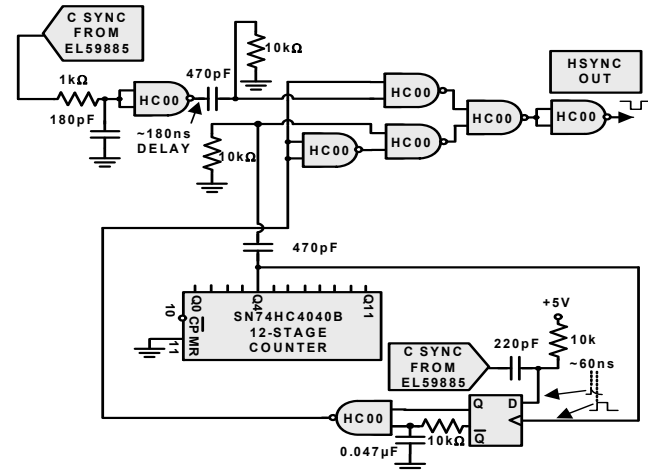 C SYNC
FROM
EL59885
1kΩ
180pF
HC00
470pF
~180ns
DELAY
10kΩ
10kΩ
HC00
HC00
HC00
HC00
HC00
HSYNC
OUT
470pF
Q0
Q4
Q11
10
CP
MR
11
SN74HC4040B
12-STAGE
COUNTER
C SYNC
FROM
EL59885
220pF
+5V
10k
~60ns
Q
D
Q
HC00
10kΩ
0.047µF